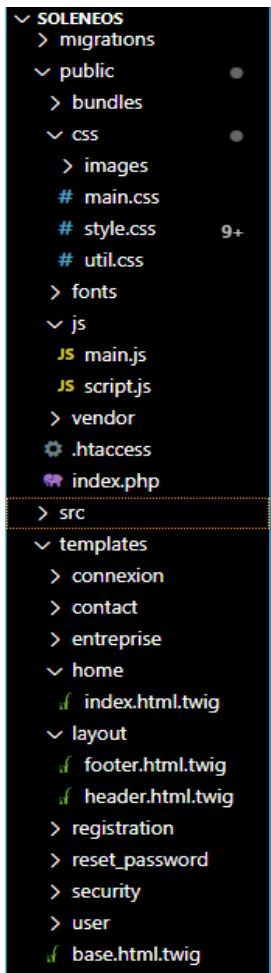 SOLENEOS
migrations
public
bundles
css
images
# main.css
# style.css 9+
# util.css
fonts
js
JS main.js
JS script.js
vendor
.htaccess
index.php
src
templates
connexion
contact
entreprise
home
index.html.twig
layout
footer.html.twig
header.html.twig
registration
reset_password
security
user
base.html.twig